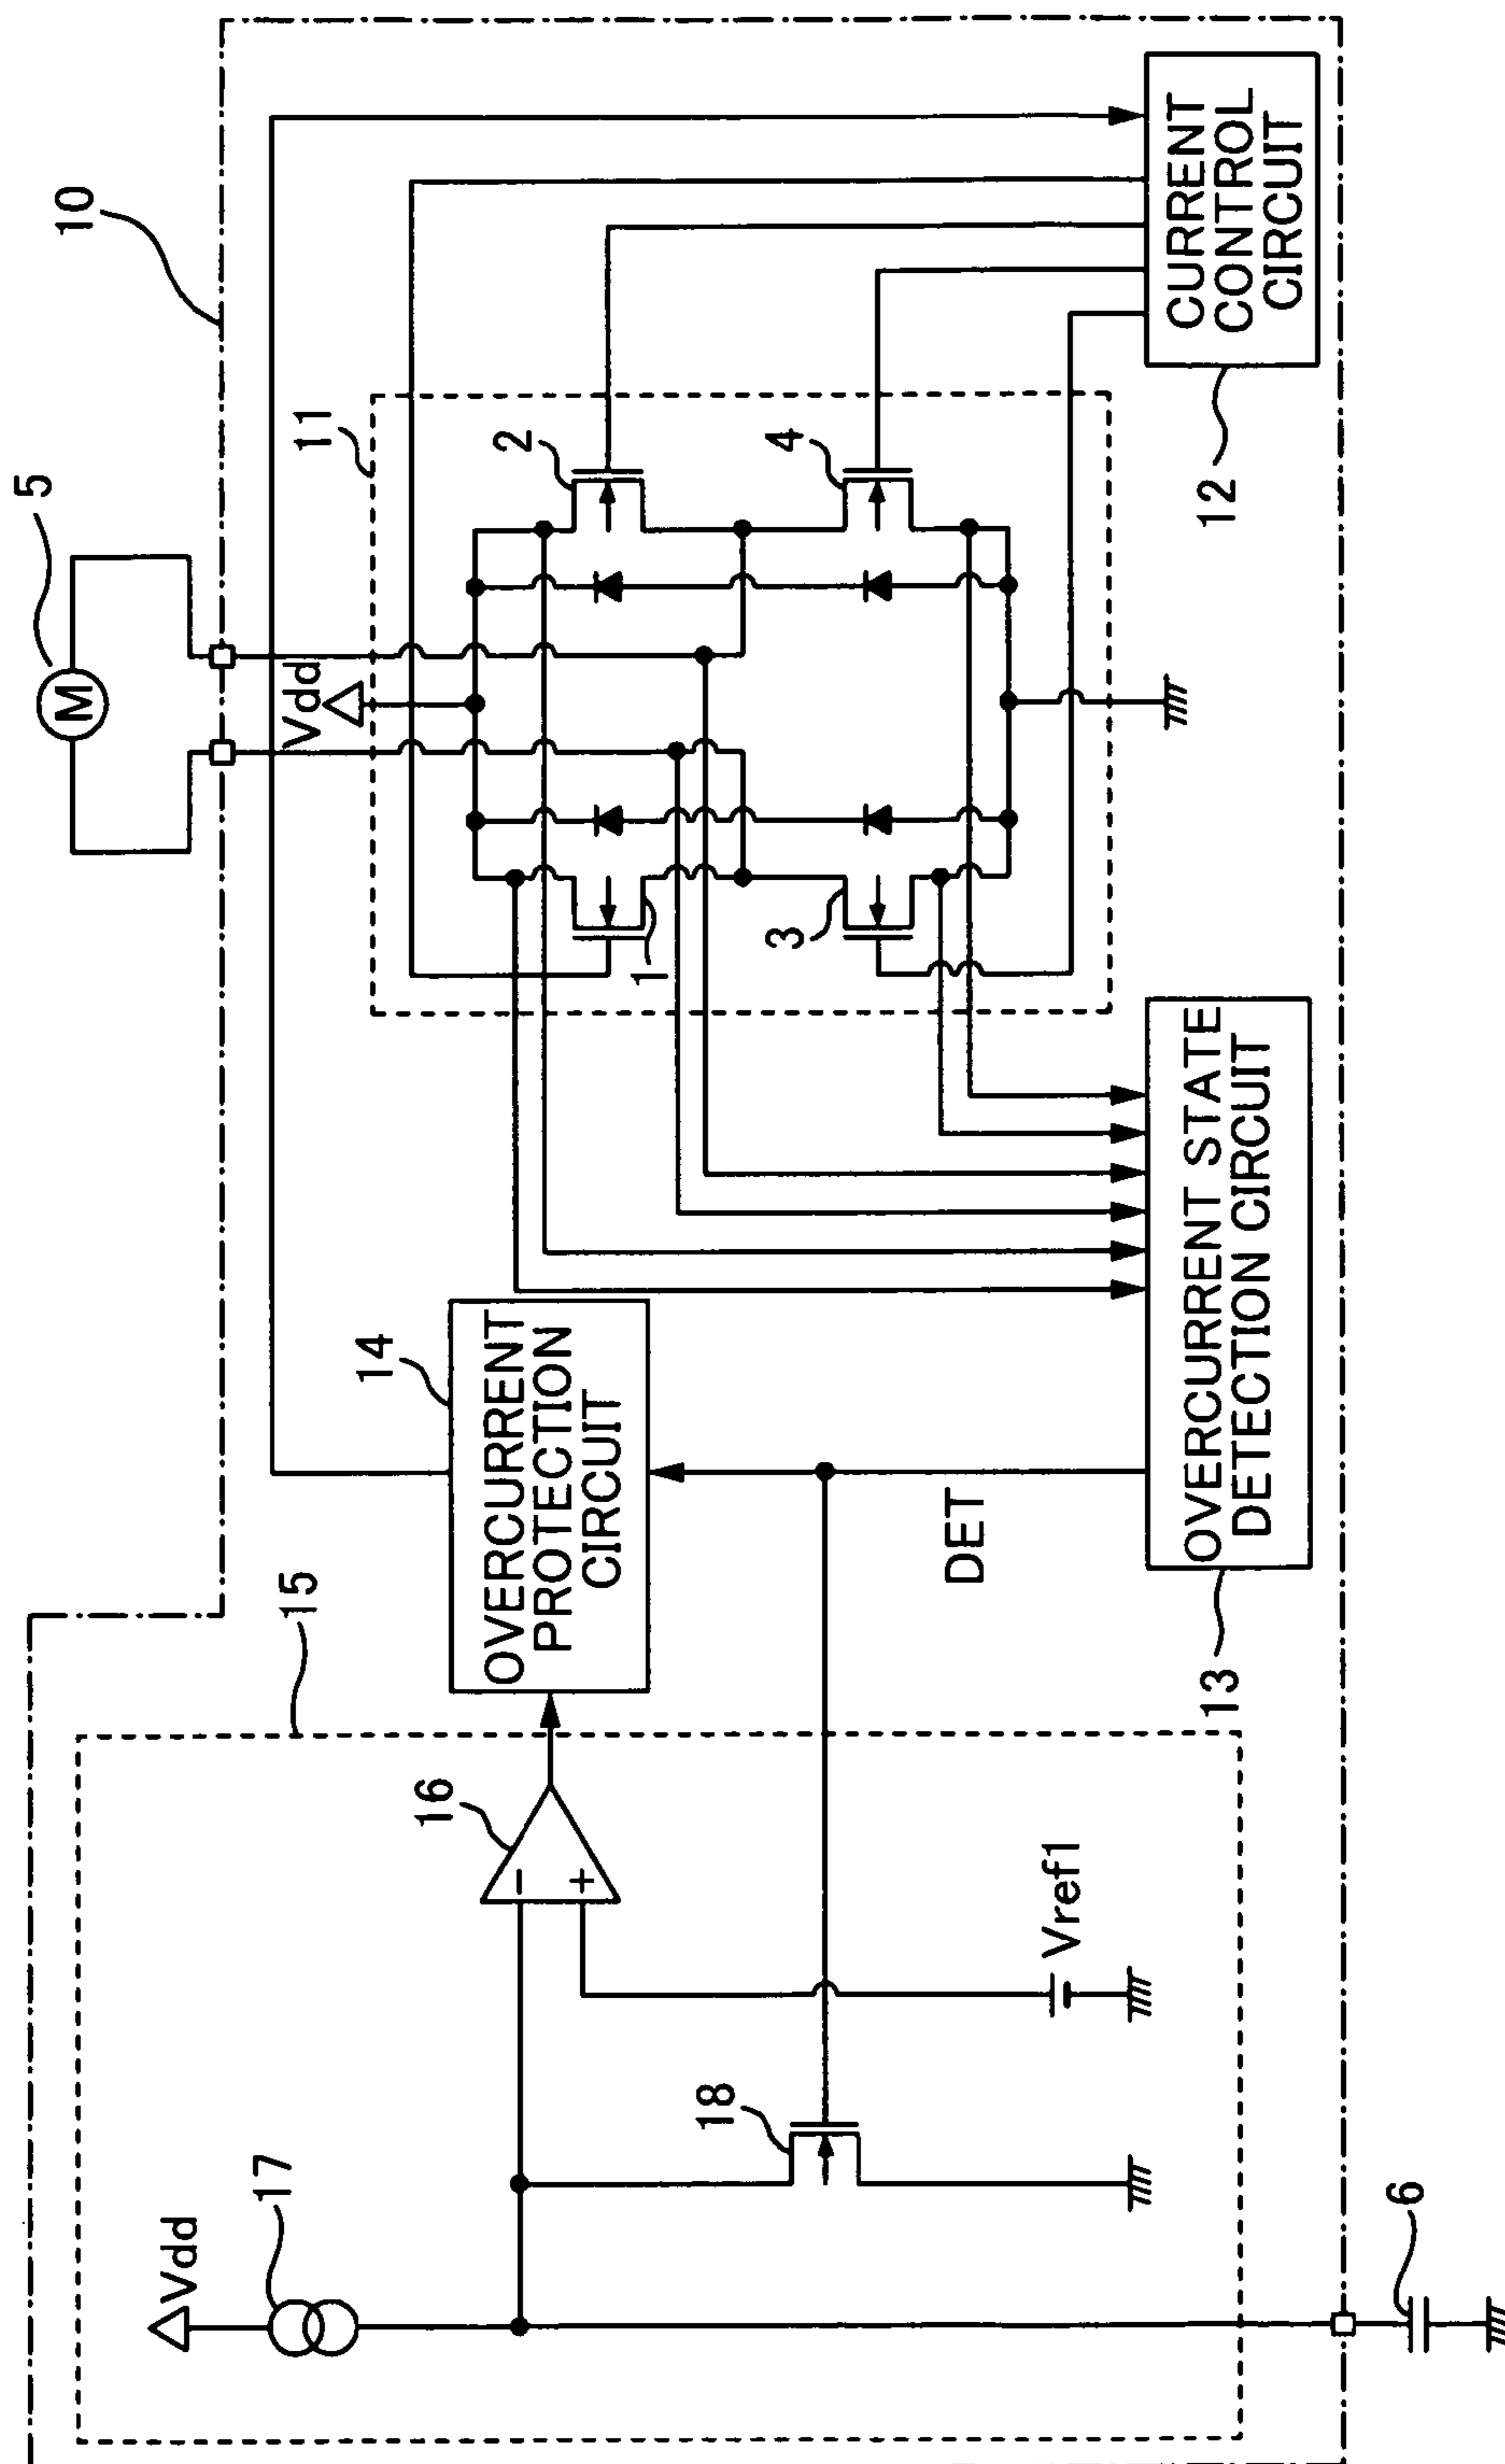 10
5
M
11
Vdd
2
4
1
3
CURRENT
CONTROL
CIRCUIT
12
14
OVERCURRENT
PROTECTION
CIRCUIT
DET
OVERCURRENT STATE
DETECTION CIRCUIT
13
15
16
-
+
Vref1
18
17
Vdd
6